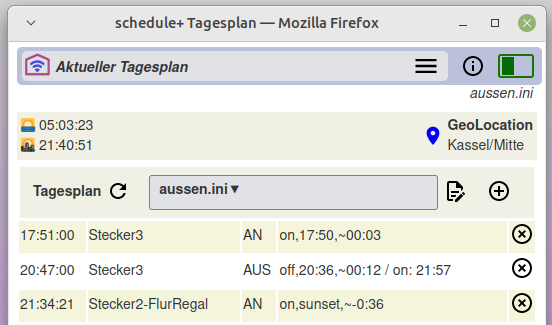 schedule+ Tagesplan — Mozilla Firefox
Aktueller Tagesplan
aussen.ini
05:03:23
21:40:51
GeoLocation
Kassel/Mitte
Tagesplan aussen.ini ▾
17:51:00 Stecker3 AN on,17:50,~00:03
20:47:00 Stecker3 AUS off,20:36,~00:12 / on: 21:57
21:34:21 Stecker2-FlurRegal AN on,sunset,~-0:36